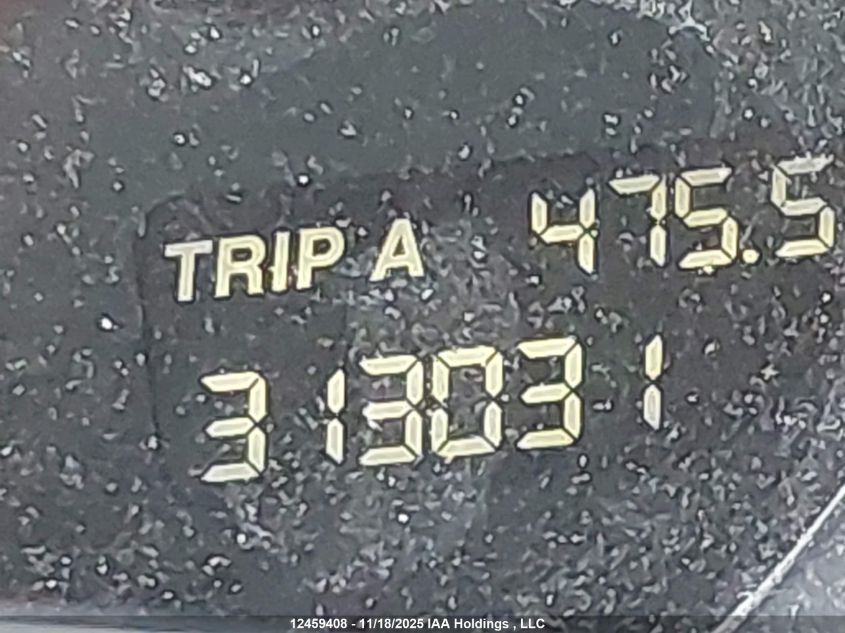 TRIP A 475.5
313031
12459408 - 11/18/2025 IAA Holdings , LLC